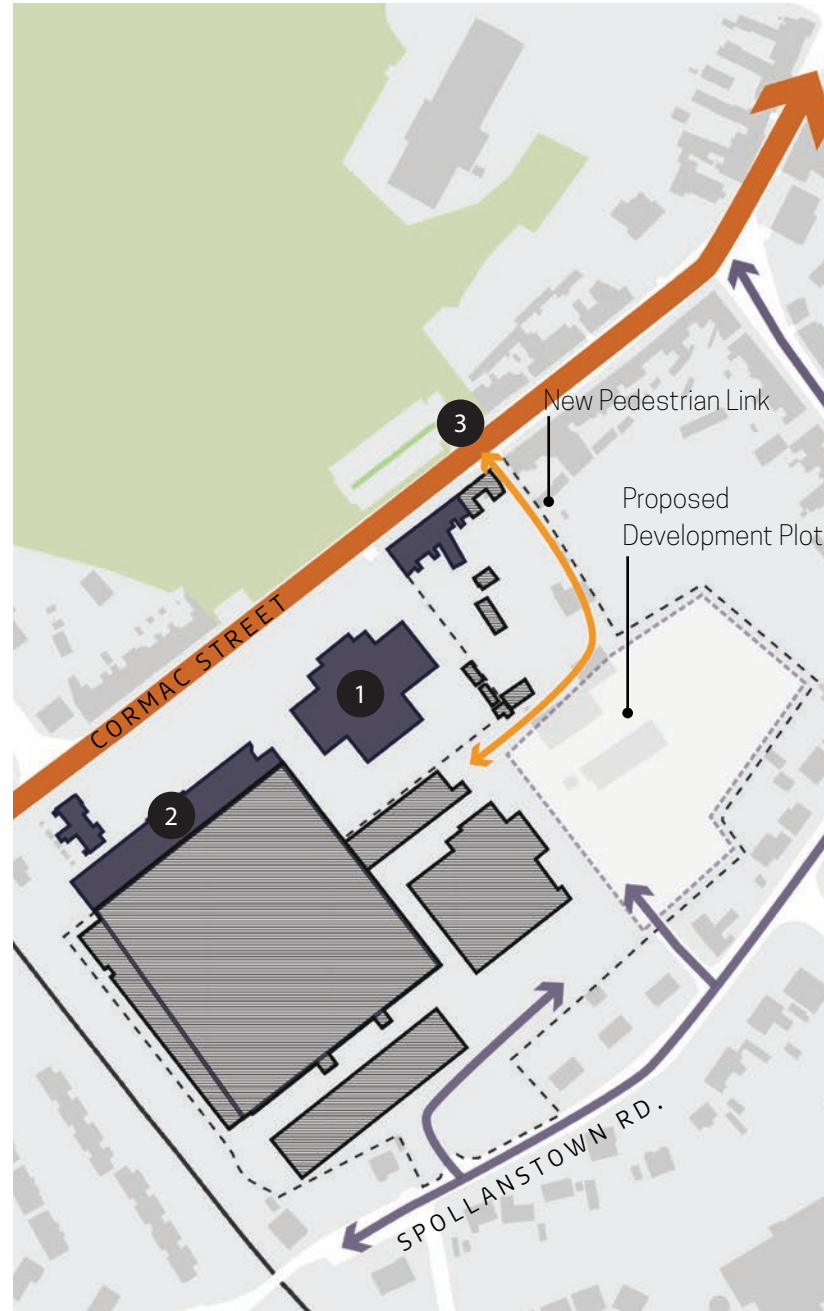 3
New Pedestrian Link
Proposed
Development Plot
CORMAC STREET
1
2
SPOLLANSTOWN RD.